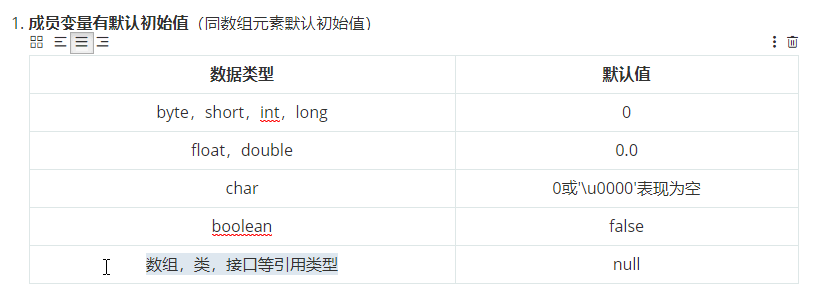 1. 成员变量有默认初始值（同数组元素默认初始值）
数据类型 默认值
byte，short，int，long 0
float，double 0.0
char 0或'\u0000'表现为空
boolean false
数组，类，接口等引用类型 null